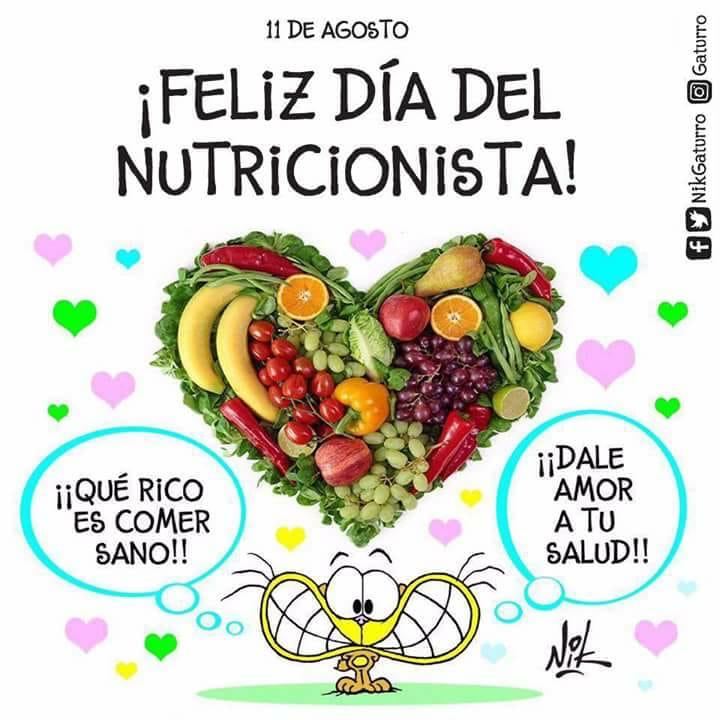 11 DE AGOSTO
¡FELIZ DÍA DEL
NUTRICIONISTA!
NikGaturro Gaturro
¡¡QUÉ RICO
ES COMER
SANO!!
¡¡DALE
AMOR
A TU
SALUD!!
Nik